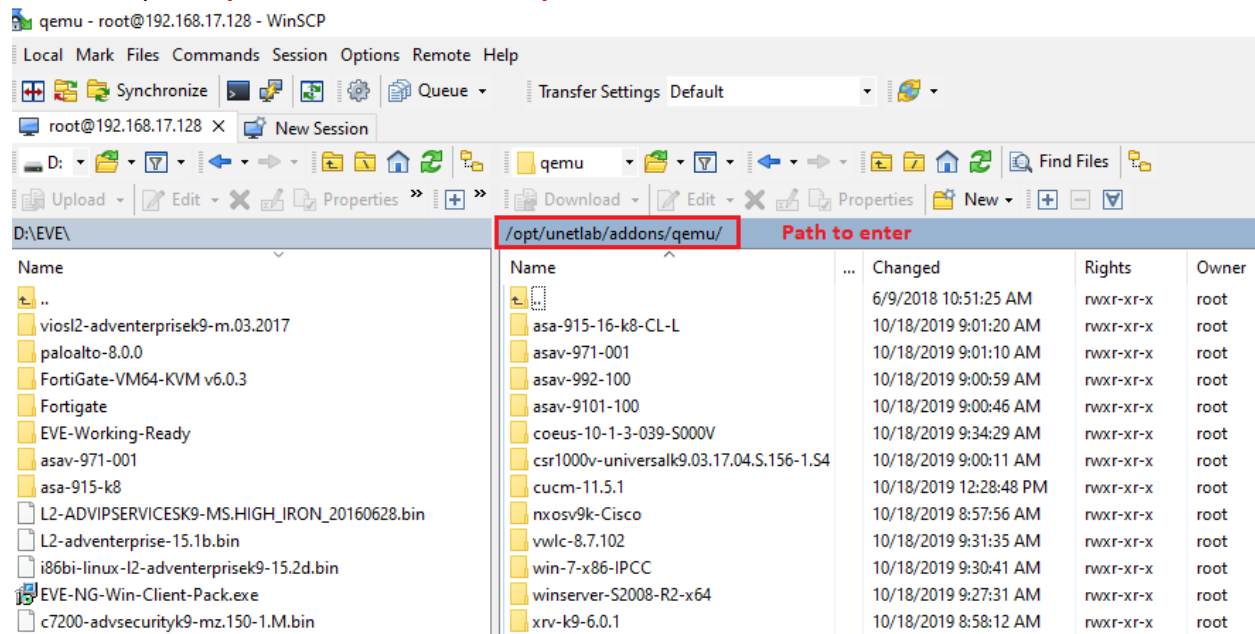 qemu - root@192.168.17.128 - WinSCP
Local Mark Files Commands Session Options Remote Help
Synchronize Queue Transfer Settings Default
root@192.168.17.128 X New Session
D: qemu Find Files
Upload Edit Properties » » Download Edit Properties New
D:\EVE\ /opt/unetlab/addons/qemu/ Path to enter
Name Name ... Changed Rights Owner
.. .. 6/9/2018 10:51:25 AM rwxr-xr-x root
viosl2-adventerprisek9-m.03.2017 asa-915-16-k8-CL-L 10/18/2019 9:01:20 AM rwxr-xr-x root
paloalto-8.0.0 asav-971-001 10/18/2019 9:01:10 AM rwxr-xr-x root
FortiGate-VM64-KVM v6.0.3 asav-992-100 10/18/2019 9:00:59 AM rwxr-xr-x root
Fortigate asav-9101-100 10/18/2019 9:00:46 AM rwxr-xr-x root
EVE-Working-Ready coeus-10-1-3-039-S000V 10/18/2019 9:34:29 AM rwxr-xr-x root
asav-971-001 csr1000v-universalk9.03.17.04.S.156-1.S4 10/18/2019 9:00:11 AM rwxr-xr-x root
asa-915-k8 cucm-11.5.1 10/18/2019 12:28:48 PM rwxr-xr-x root
L2-ADVIPSERVICESK9-MS.HIGH_IRON_20160628.bin nxosv9k-Cisco 10/18/2019 8:57:56 AM rwxr-xr-x root
L2-adventerprise-15.1b.bin vwlc-8.7.102 10/18/2019 9:31:35 AM rwxr-xr-x root
i86bi-linux-l2-adventerprisek9-15.2d.bin win-7-x86-IPCC 10/18/2019 9:30:41 AM rwxr-xr-x root
EVE-NG-Win-Client-Pack.exe winserver-S2008-R2-x64 10/18/2019 9:27:31 AM rwxr-xr-x root
c7200-advsecurityk9-mz.150-1.M.bin xrv-k9-6.0.1 10/18/2019 8:58:12 AM rwxr-xr-x root